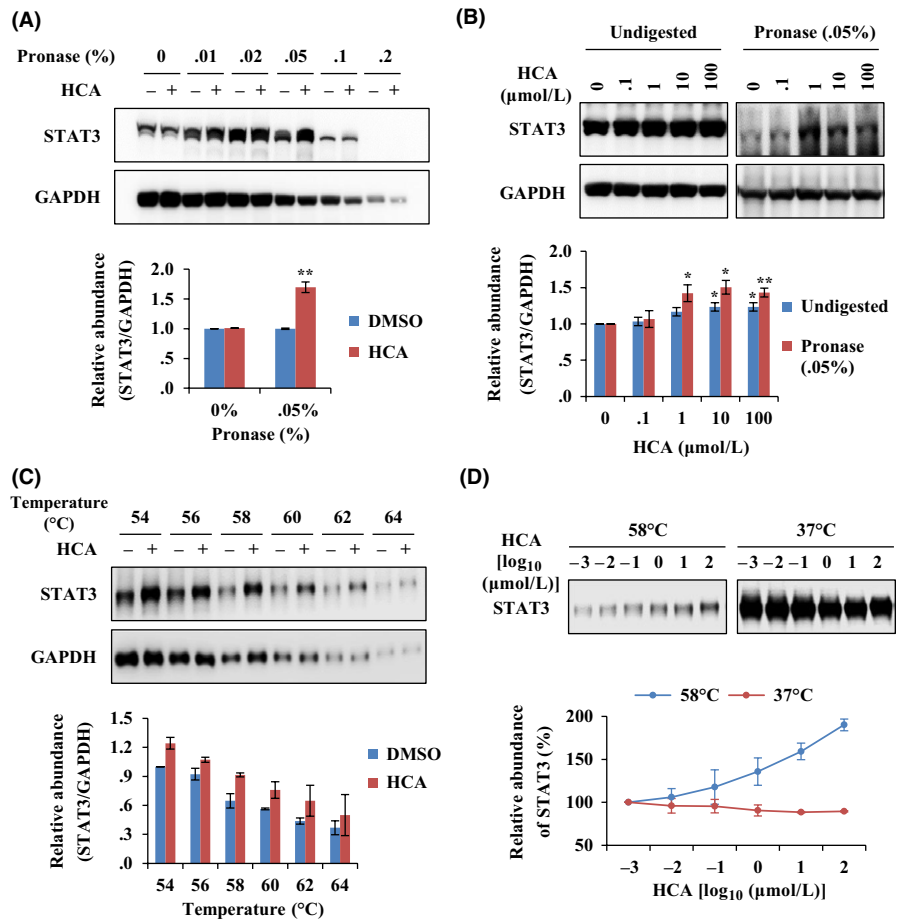 (A)
Pronase (%) 0 .01 .02 .05 .1 .2
HCA – + – + – + – + – + – +
STAT3
GAPDH
Relative abundance
(STAT3/GAPDH)
2.0
1.5
1.0
.5
.0
**
DMSO
HCA
0% .05%
Pronase (%)
(B)
Undigested Pronase (.05%)
HCA
(µmol/L)
0 .1 1 10 100 0 .1 1 10 100
STAT3
GAPDH
Relative abundance
(STAT3/GAPDH)
2.0
1.5
1.0
.5
.0
* * * * **
Undigested
Pronase
(.05%)
0 .1 1 10 100
HCA (µmol/L)
(C)
Temperature
(°C)
54 56 58 60 62 64
HCA – + – + – + – + – + – +
STAT3
GAPDH
Relative abundance
(STAT3/GAPDH)
1.5
1.2
.9
.6
.3
.0
DMSO
HCA
54 56 58 60 62 64
Temperature (°C)
(D)
58°C 37°C
HCA
[log10
(µmol/L)]
–3 –2 –1 0 1 2 –3 –2 –1 0 1 2
STAT3
58°C 37°C
Relative abundance
of STAT3 (%)
200
150
100
50
–3 –2 –1 0 1 2
HCA [log10 (µmol/L)]